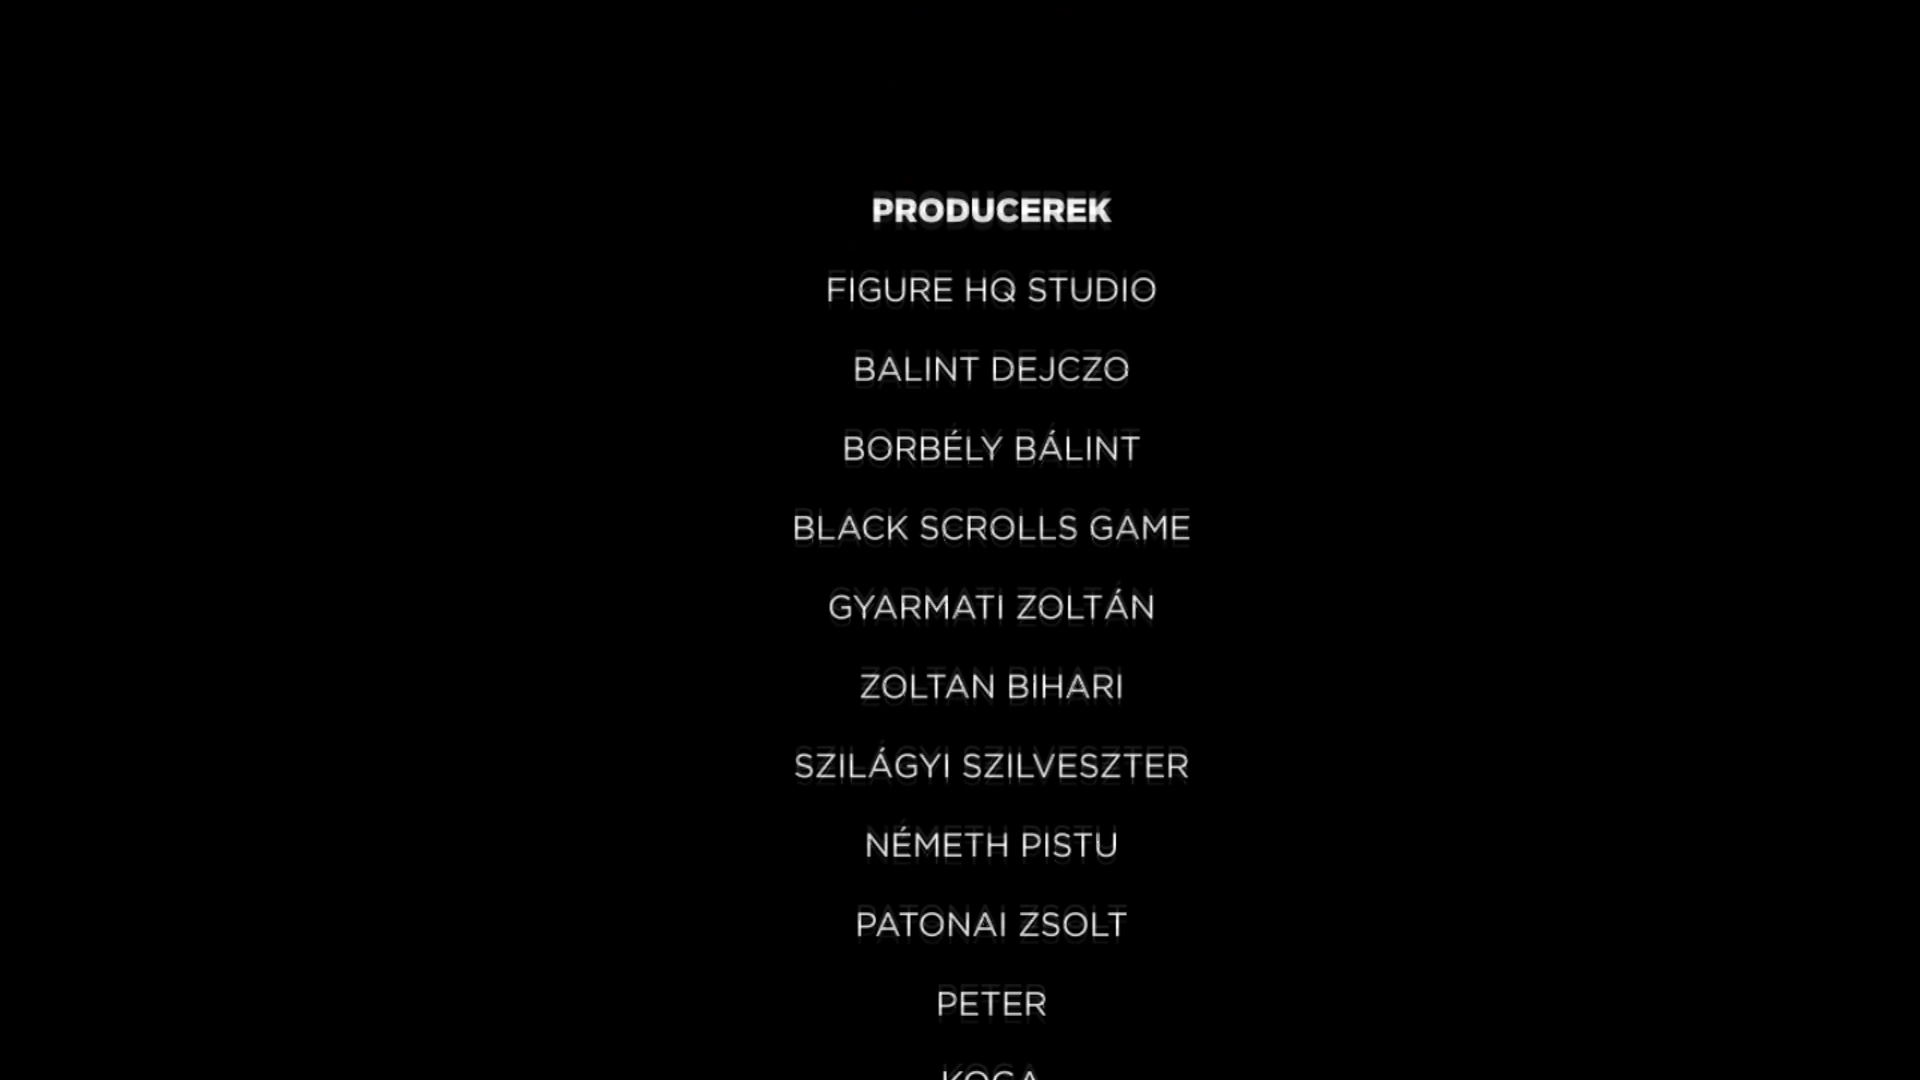 PRODUCEREK
FIGURE HQ STUDIO
BALINT DEJCZO
BORBÉLY BÁLINT
BLACK SCROLLS GAME
GYARMATI ZOLTÁN
ZOLTAN BIHARI
SZILÁGYI SZILVESZTER
NÉMETH PISTU
PATONAI ZSOLT
PETER